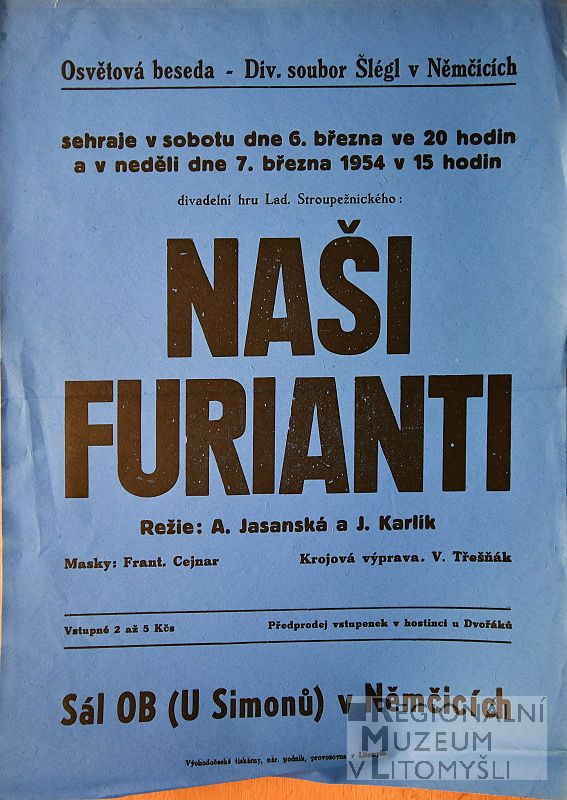 Osvětová beseda - Div. soubor Šlégl v Němčicích
sehraje v sobotu dne 6. března ve 20 hodin
a v neděli dne 7. března 1954 v 15 hodin
divadelní hru Lad. Stroupežnického:
NAŠI
FURIANTI
Režie: A. Jasanská a J. Karlík
Masky: Frant. Cejnar Krojová výprava. V. Třešňák
Vstupné 2 až 5 Kčs Předprodej vstupenek v hostinci u Dvořáků
Sál OB (U Simonů) v Němčicích
Východočeské tiskárny, nár. podnik, provozovna v Litomyšli
REGIONÁLNÍ
MUZEUM
V LITOMYŠLI